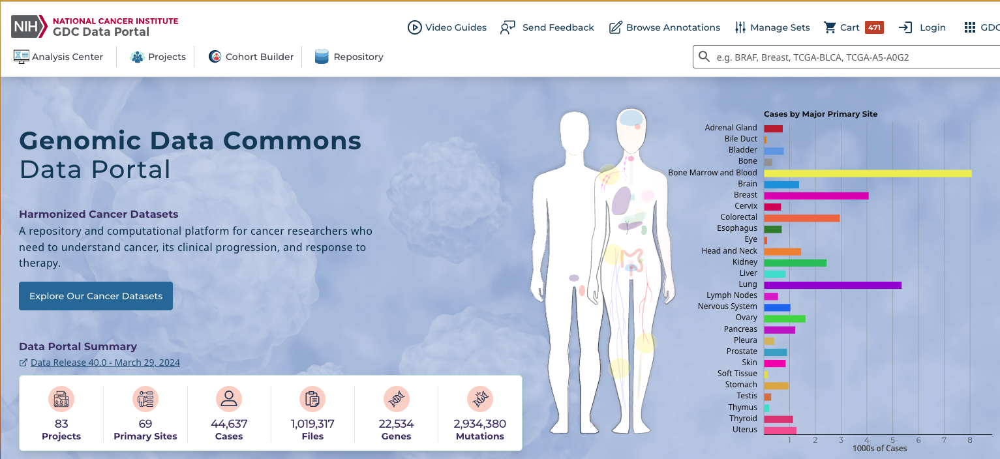 NIH NATIONAL CANCER INSTITUTE
GDC Data Portal
Video Guides
Send Feedback
Browse Annotations
Manage Sets
Cart 471
Login
GDC
Analysis Center
Projects
Cohort Builder
Repository
e.g. BRAF, Breast, TCGA-BLCA, TCGA-A5-A0G2
Genomic Data Commons
Data Portal
Harmonized Cancer Datasets
A repository and computational platform for cancer researchers who
need to understand cancer, its clinical progression, and response to
therapy.
Explore Our Cancer Datasets
Data Portal Summary
Data Release 40.0 - March 29, 2024
83
Projects
69
Primary Sites
44,637
Cases
1,019,317
Files
22,534
Genes
2,934,380
Mutations
Cases by Major Primary Site
Adrenal Gland
Bile Duct
Bladder
Bone
Bone Marrow and Blood
Brain
Breast
Cervix
Colorectal
Esophagus
Eye
Head and Neck
Kidney
Liver
Lung
Lymph Nodes
Nervous System
Ovary
Pancreas
Pleura
Prostate
Skin
Soft Tissue
Stomach
Testis
Thymus
Thyroid
Uterus
1 2 3 4 5 6 7 8
1000s of Cases